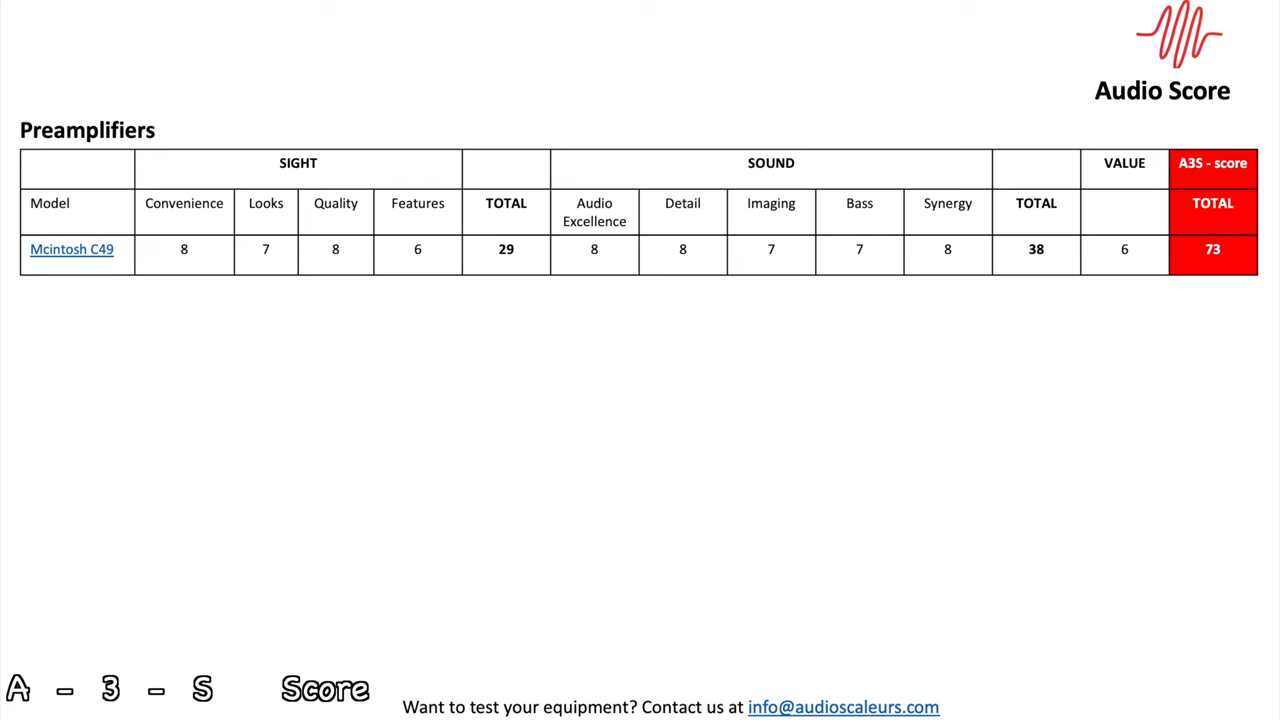 Audio Score
Preamplifiers
SIGHT SOUND VALUE A3S - score
Model Convenience Looks Quality Features TOTAL Audio Excellence Detail Imaging Bass Synergy TOTAL TOTAL
Mcintosh C49 8 7 8 6 29 8 8 7 7 8 38 6 73
A - 3 - S Score
Want to test your equipment? Contact us at info@audioscaleurs.com